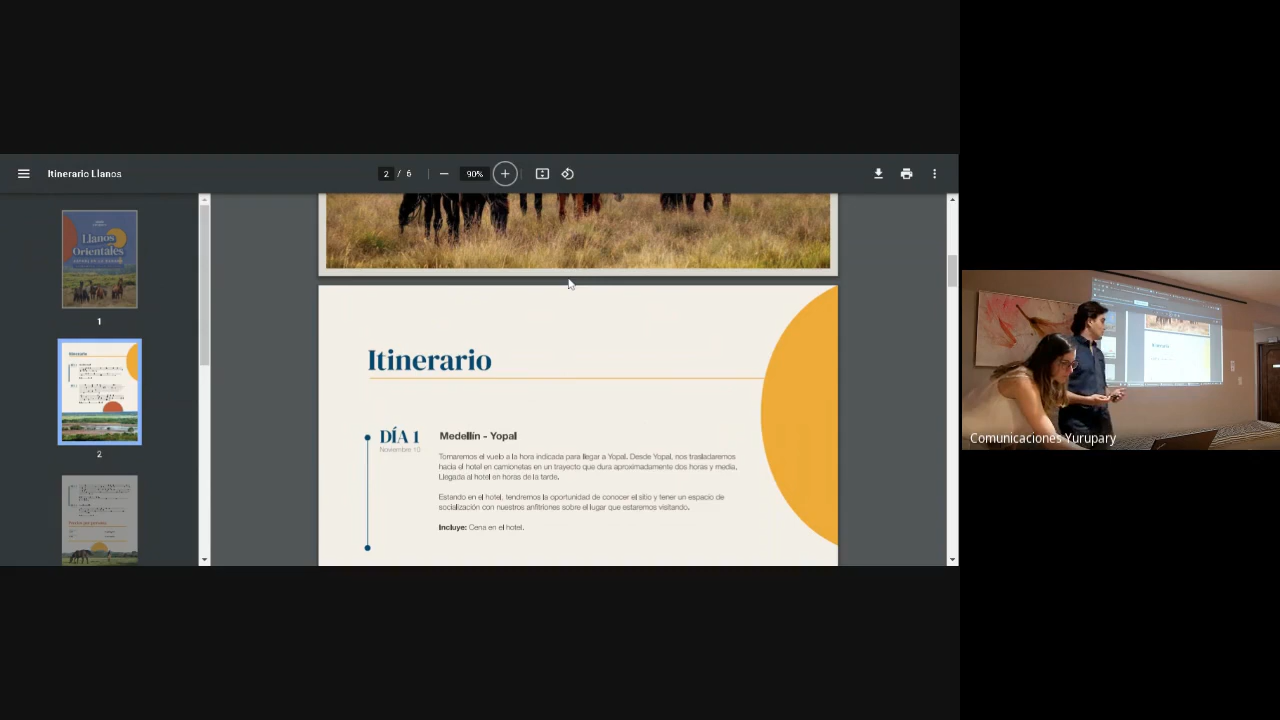 Itinerario Llanos
2 / 6
90%
Llanos
Orientales
1
2
Itinerario
DÍA 1
Noviembre 10
Medellín - Yopal
Tomaremos el vuelo a la hora indicada para llegar a Yopal. Desde Yopal, nos trasladaremos
hacia el hotel en camionetas en un trayecto que dura aproximadamente dos horas y media.
Llegada al hotel en horas de la tarde.
Estando en el hotel, tendremos la oportunidad de conocer el sitio y tener un espacio de
socialización con nuestros anfitriones sobre el lugar que estaremos visitando.
Incluye: Cena en el hotel.
Comunicaciones Yurupary